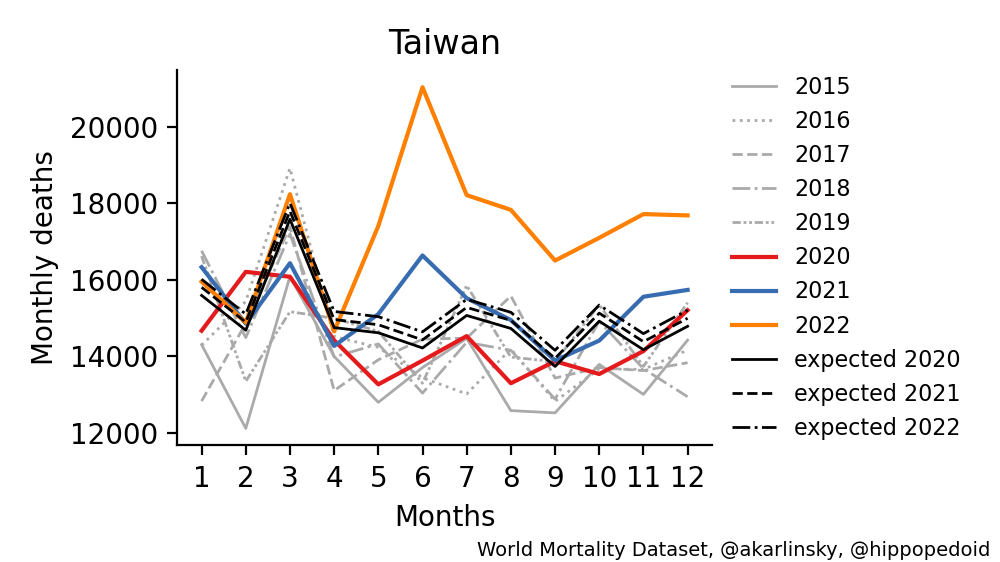 Taiwan
Monthly deaths
20000
18000
16000
14000
12000
1 2 3 4 5 6 7 8 9 10 11 12
Months
2015
2016
2017
2018
2019
2020
2021
2022
expected 2020
expected 2021
expected 2022
World Mortality Dataset, @akarlinsky, @hippopedoid